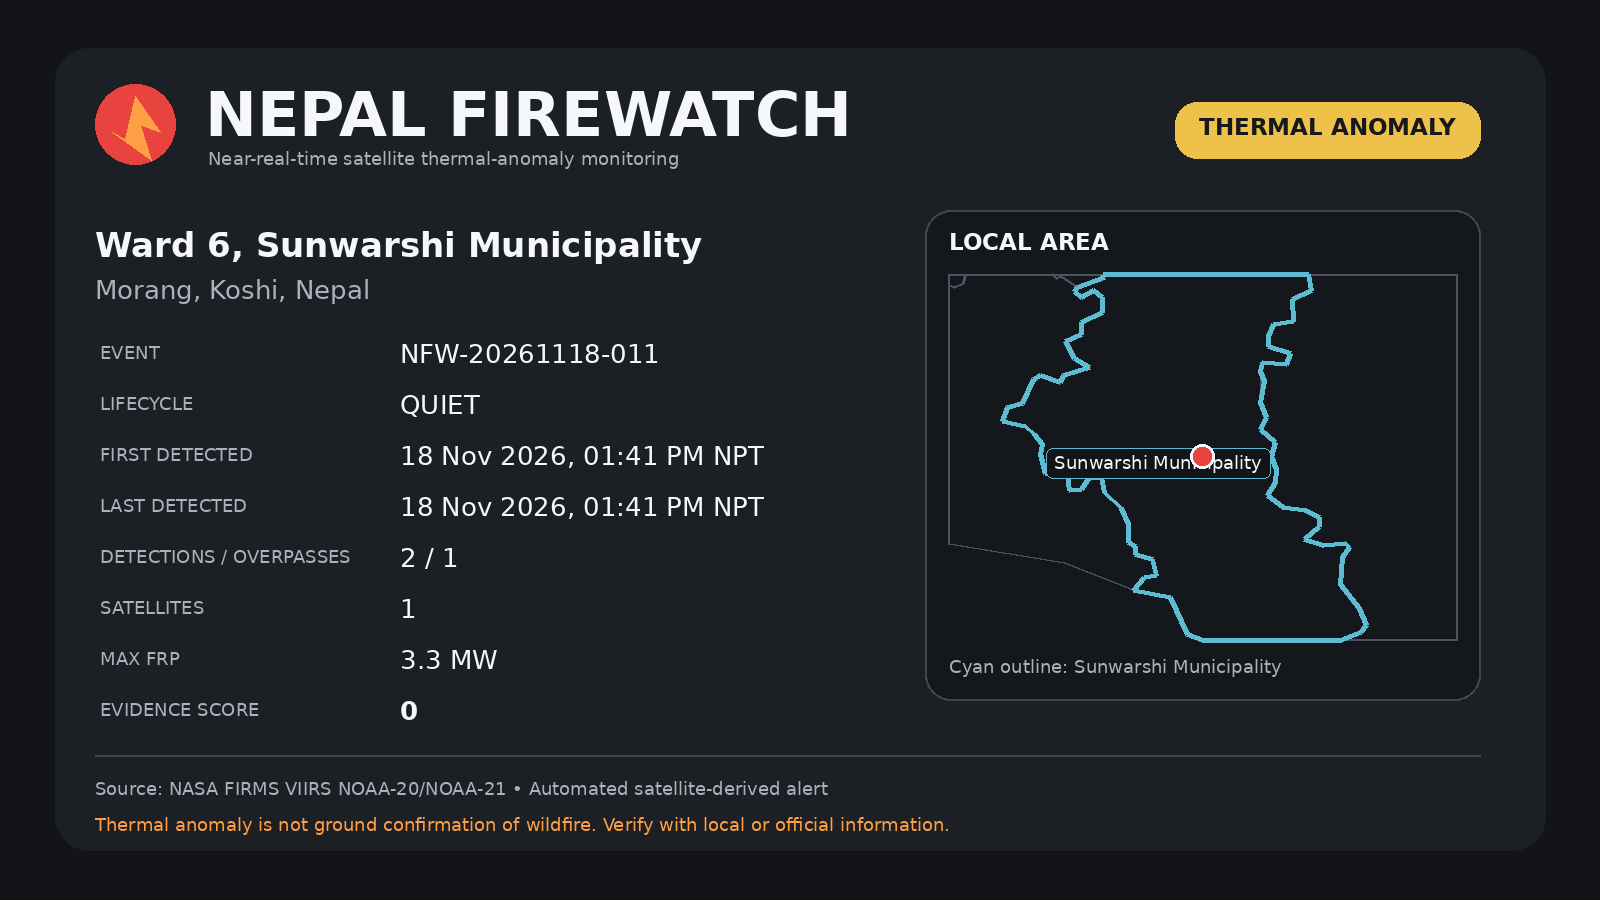 NEPAL FIREWATCH
Near-real-time satellite thermal-anomaly monitoring
THERMAL ANOMALY
Ward 6, Sunwarshi Municipality
Morang, Koshi, Nepal
EVENT NFW-20261118-011
LIFECYCLE QUIET
FIRST DETECTED 18 Nov 2026, 01:41 PM NPT
LAST DETECTED 18 Nov 2026, 01:41 PM NPT
DETECTIONS / OVERPASSES 2 / 1
SATELLITES 1
MAX FRP 3.3 MW
EVIDENCE SCORE 0
LOCAL AREA
Sunwarshi Municipality
Cyan outline: Sunwarshi Municipality
Source: NASA FIRMS VIIRS NOAA-20/NOAA-21 • Automated satellite-derived alert
Thermal anomaly is not ground confirmation of wildfire. Verify with local or official information.